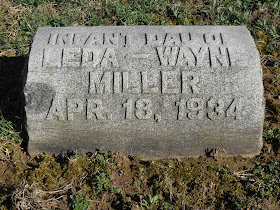 INFANT DAU. OF
LEDA — WAYNE
MILLER
APR. 18, 1934